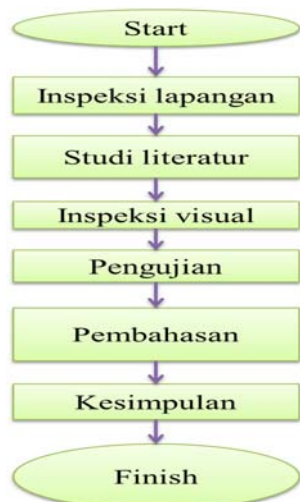 Start
Inspeksi lapangan
Studi literatur
Inspeksi visual
Pengujian
Pembahasan
Kesimpulan
Finish